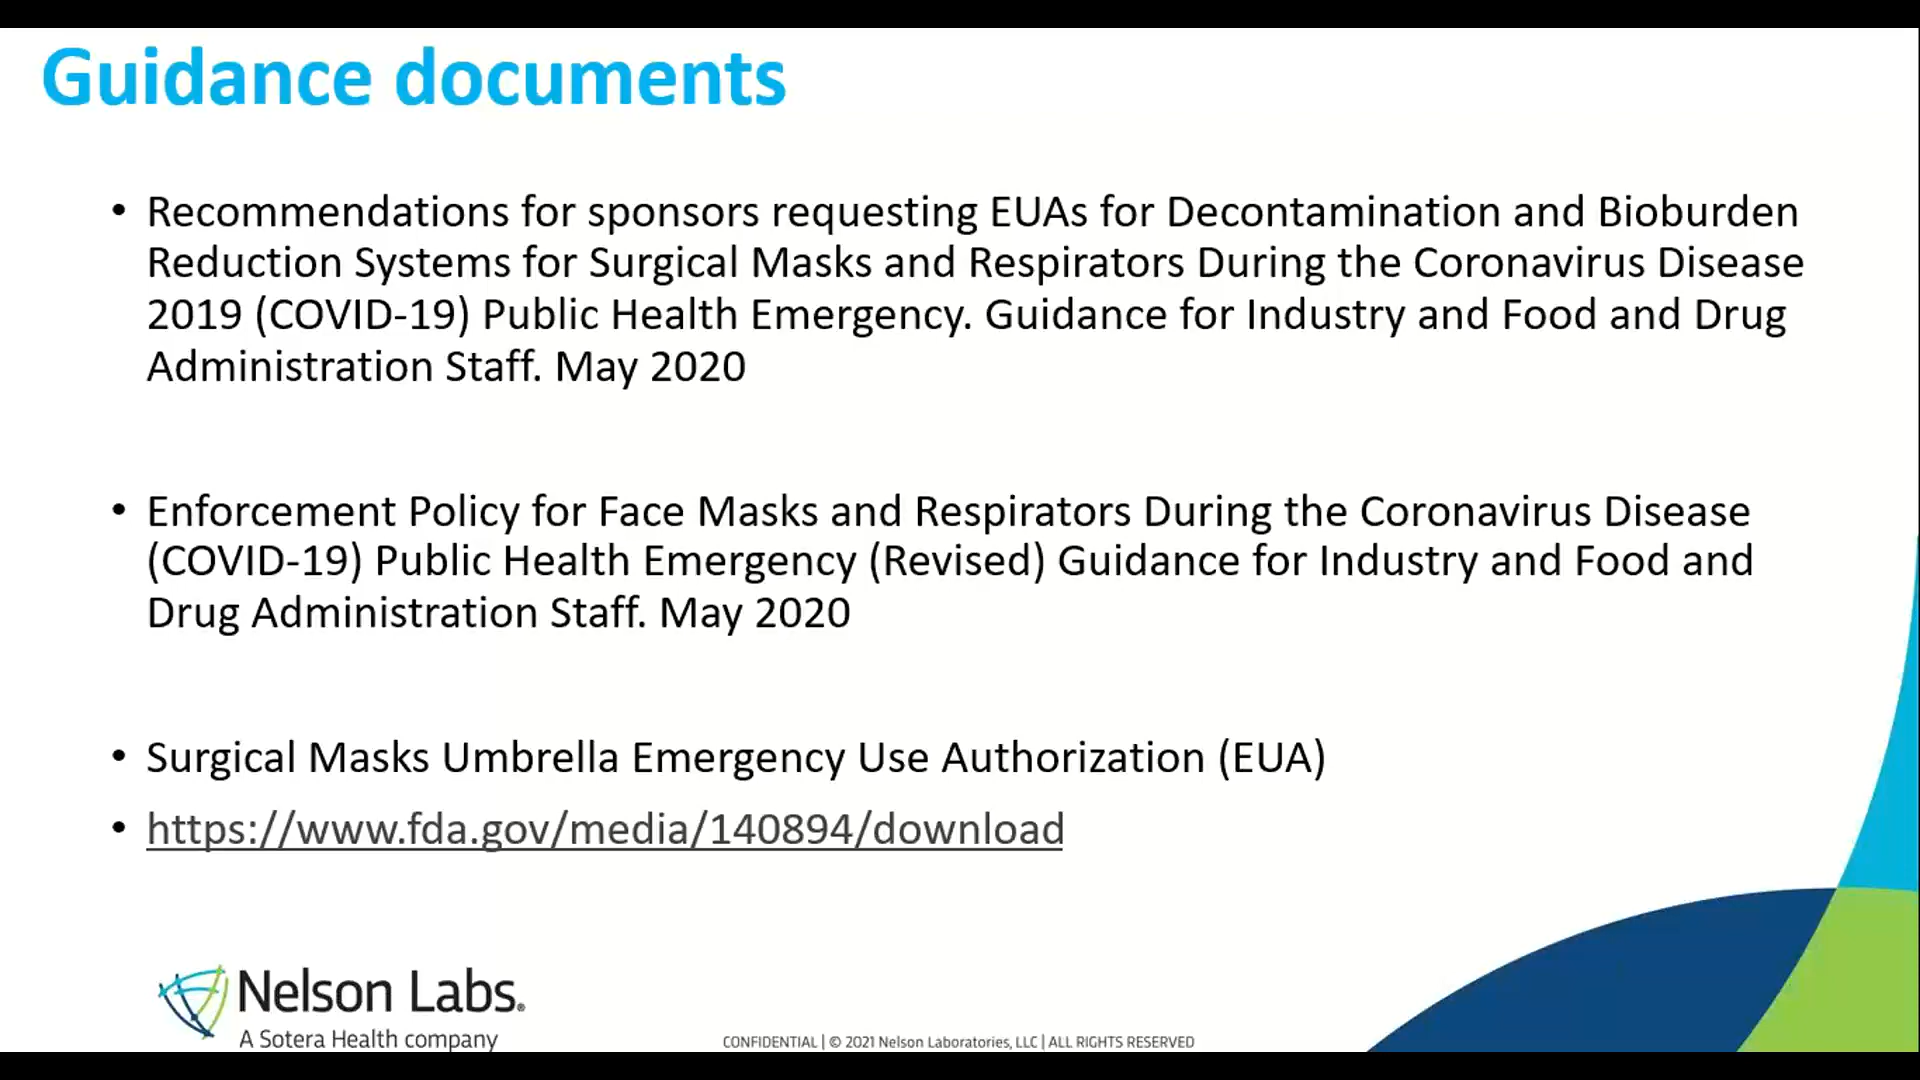 Guidance documents
• Recommendations for sponsors requesting EUAs for Decontamination and Bioburden
Reduction Systems for Surgical Masks and Respirators During the Coronavirus Disease
2019 (COVID-19) Public Health Emergency. Guidance for Industry and Food and Drug
Administration Staff. May 2020
• Enforcement Policy for Face Masks and Respirators During the Coronavirus Disease
(COVID-19) Public Health Emergency (Revised) Guidance for Industry and Food and
Drug Administration Staff. May 2020
• Surgical Masks Umbrella Emergency Use Authorization (EUA)
• https://www.fda.gov/media/140894/download
Nelson Labs®
A Sotera Health company
CONFIDENTIAL | © 2021 Nelson Laboratories, LLC | ALL RIGHTS RESERVED